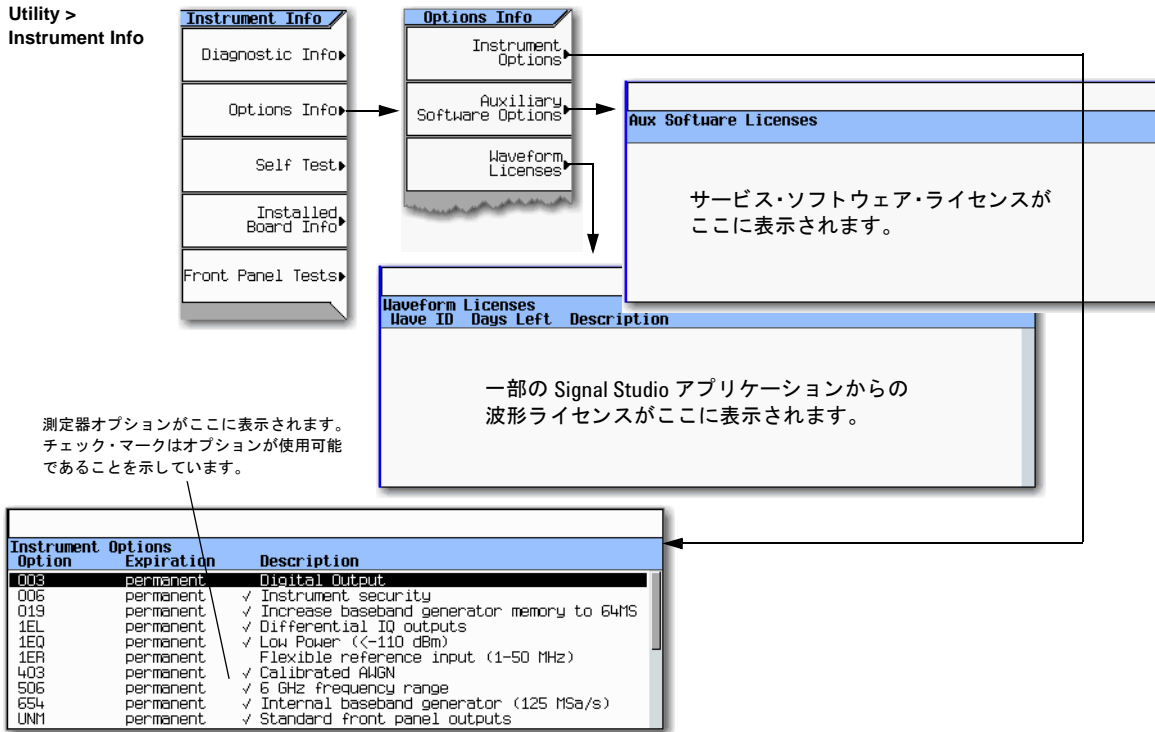 Utility >
Instrument Info
Instrument Info
Diagnostic Info
Options Info
Self Test
Installed
Board Info
Front Panel Tests
Options Info
Instrument
Options
Auxiliary
Software Options
Waveform
Licenses
Aux Software Licenses
サービス・ソフトウェア・ライセンスが
ここに表示されます。
Waveform Licenses
Wave ID Days Left Description
一部の Signal Studio アプリケーションからの
波形ライセンスがここに表示されます。
測定器オプションがここに表示されます。
チェック・マークはオプションが使用可能
であることを示しています。
Instrument Options
Option Expiration Description
003 permanent Digital Output
006 permanent ✓ Instrument security
019 permanent ✓ Increase baseband generator memory to 64MS
1EL permanent ✓ Differential IQ outputs
1EQ permanent ✓ Low Power (<-110 dBm)
1ER permanent Flexible reference input (1-50 MHz)
403 permanent ✓ Calibrated AWGN
506 permanent ✓ 6 GHz frequency range
654 permanent ✓ Internal baseband generator (125 MSa/s)
UNM permanent ✓ Standard front panel outputs